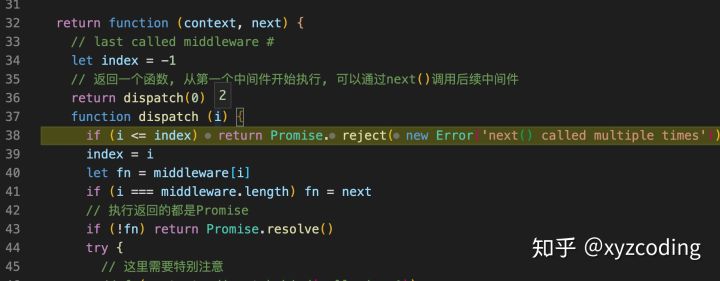 31
32 return function (context, next) {
33 // last called middleware #
34 let index = -1
35 // 返回一个函数, 从第一个中间件开始执行, 可以通过next()调用后续中间件
36 return dispatch(0)
2
37 function dispatch (i) {
38 if (i <= index) return Promise. reject( new Error('next() called multiple times')
39 index = i
40 let fn = middleware[i]
41 if (i === middleware.length) fn = next
42 // 执行返回的都是Promise
43 if (!fn) return Promise.resolve()
44 try {
45 // 这里需要特别注意
知乎 @xyzcoding